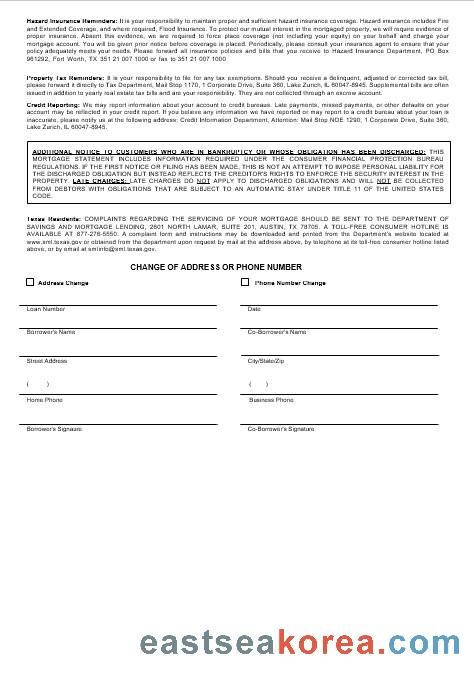 Hazard Insurance Reminders: It is your responsibility to maintain proper and sufficient hazard insurance coverage. Hazard insurance includes Fire
and Extended Coverage, and where required, Flood Insurance. To protect our mutual interest in the mortgaged property, we will require evidence of
proper insurance. Absent this evidence, we are required to force place coverage (not including your equity) on your behalf and charge your
mortgage account. You will be given prior notice before coverage is placed. Periodically, please consult your insurance agent to ensure that your
policy adequately meets your needs. Please forward all insurance policies and bills that you receive to Hazard Insurance Department, PO Box
961292, Fort Worth, TX 351 21 007 1000 or fax to 351 21 007 1000
Property Tax Reminders: It is your responsibility to file for any tax exemptions. Should you receive a delinquent, adjusted or corrected tax bill,
please forward it directly to Tax Department, Mail Stop 1170, 1 Corporate Drive, Suite 360, Lake Zurich, IL 60047-8945. Supplemental bills are often
issued in addition to yearly real estate tax bills and are your responsibility. They are not collected through an escrow account.
Credit Reporting: We may report information about your account to credit bureaus. Late payments, missed payments, or other defaults on your
account may be reflected in your credit report. If you believe any information we have reported or may report to a credit bureau about your loan is
inaccurate, please notify us at the following address: Credit Information Department, Attention: Mail Stop NOE 1290, 1 Corporate Drive, Suite 360,
Lake Zurich, IL 60047-8945.
ADDITIONAL NOTICE TO CUSTOMERS WHO ARE IN BANKRUPTCY OR WHOSE OBLIGATION HAS BEEN DISCHARGED: THIS
MORTGAGE STATEMENT INCLUDES INFORMATION REQUIRED UNDER THE CONSUMER FINANCIAL PROTECTION BUREAU
REGULATIONS. IF THE FIRST NOTICE OR FILING HAS BEEN MADE, THIS IS NOT AN ATTEMPT TO IMPOSE PERSONAL LIABILITY FOR
THE DISCHARGED OBLIGATION BUT INSTEAD REFLECTS THE CREDITOR'S RIGHTS TO ENFORCE THE SECURITY INTEREST IN THE
PROPERTY. LATE CHARGES: LATE CHARGES DO NOT APPLY TO DISCHARGED OBLIGATIONS AND WILL NOT BE COLLECTED
FROM DEBTORS WITH OBLIGATIONS THAT ARE SUBJECT TO AN AUTOMATIC STAY UNDER TITLE 11 OF THE UNITED STATES
CODE.
Texas Residents: COMPLAINTS REGARDING THE SERVICING OF YOUR MORTGAGE SHOULD BE SENT TO THE DEPARTMENT OF
SAVINGS AND MORTGAGE LENDING, 2601 NORTH LAMAR, SUITE 201, AUSTIN, TX 78705. A TOLL-FREE CONSUMER HOTLINE IS
AVAILABLE AT 877-276-5550. A complaint form and instructions may be downloaded and printed from the Department's website located at
www.sml.texas.gov or obtained from the department upon request by mail at the address above, by telephone at its toll-free consumer hotline listed
above, or by email at smlinfo@sml.texas.gov.
CHANGE OF ADDRESS OR PHONE NUMBER
Address Change Phone Number Change
Loan Number Date
Borrower's Name Co-Borrower's Name
Street Address City/State/Zip
( ) ( )
Home Phone Business Phone
Borrower's Signaure Co-Borrower's Signature
eastseakorea.com